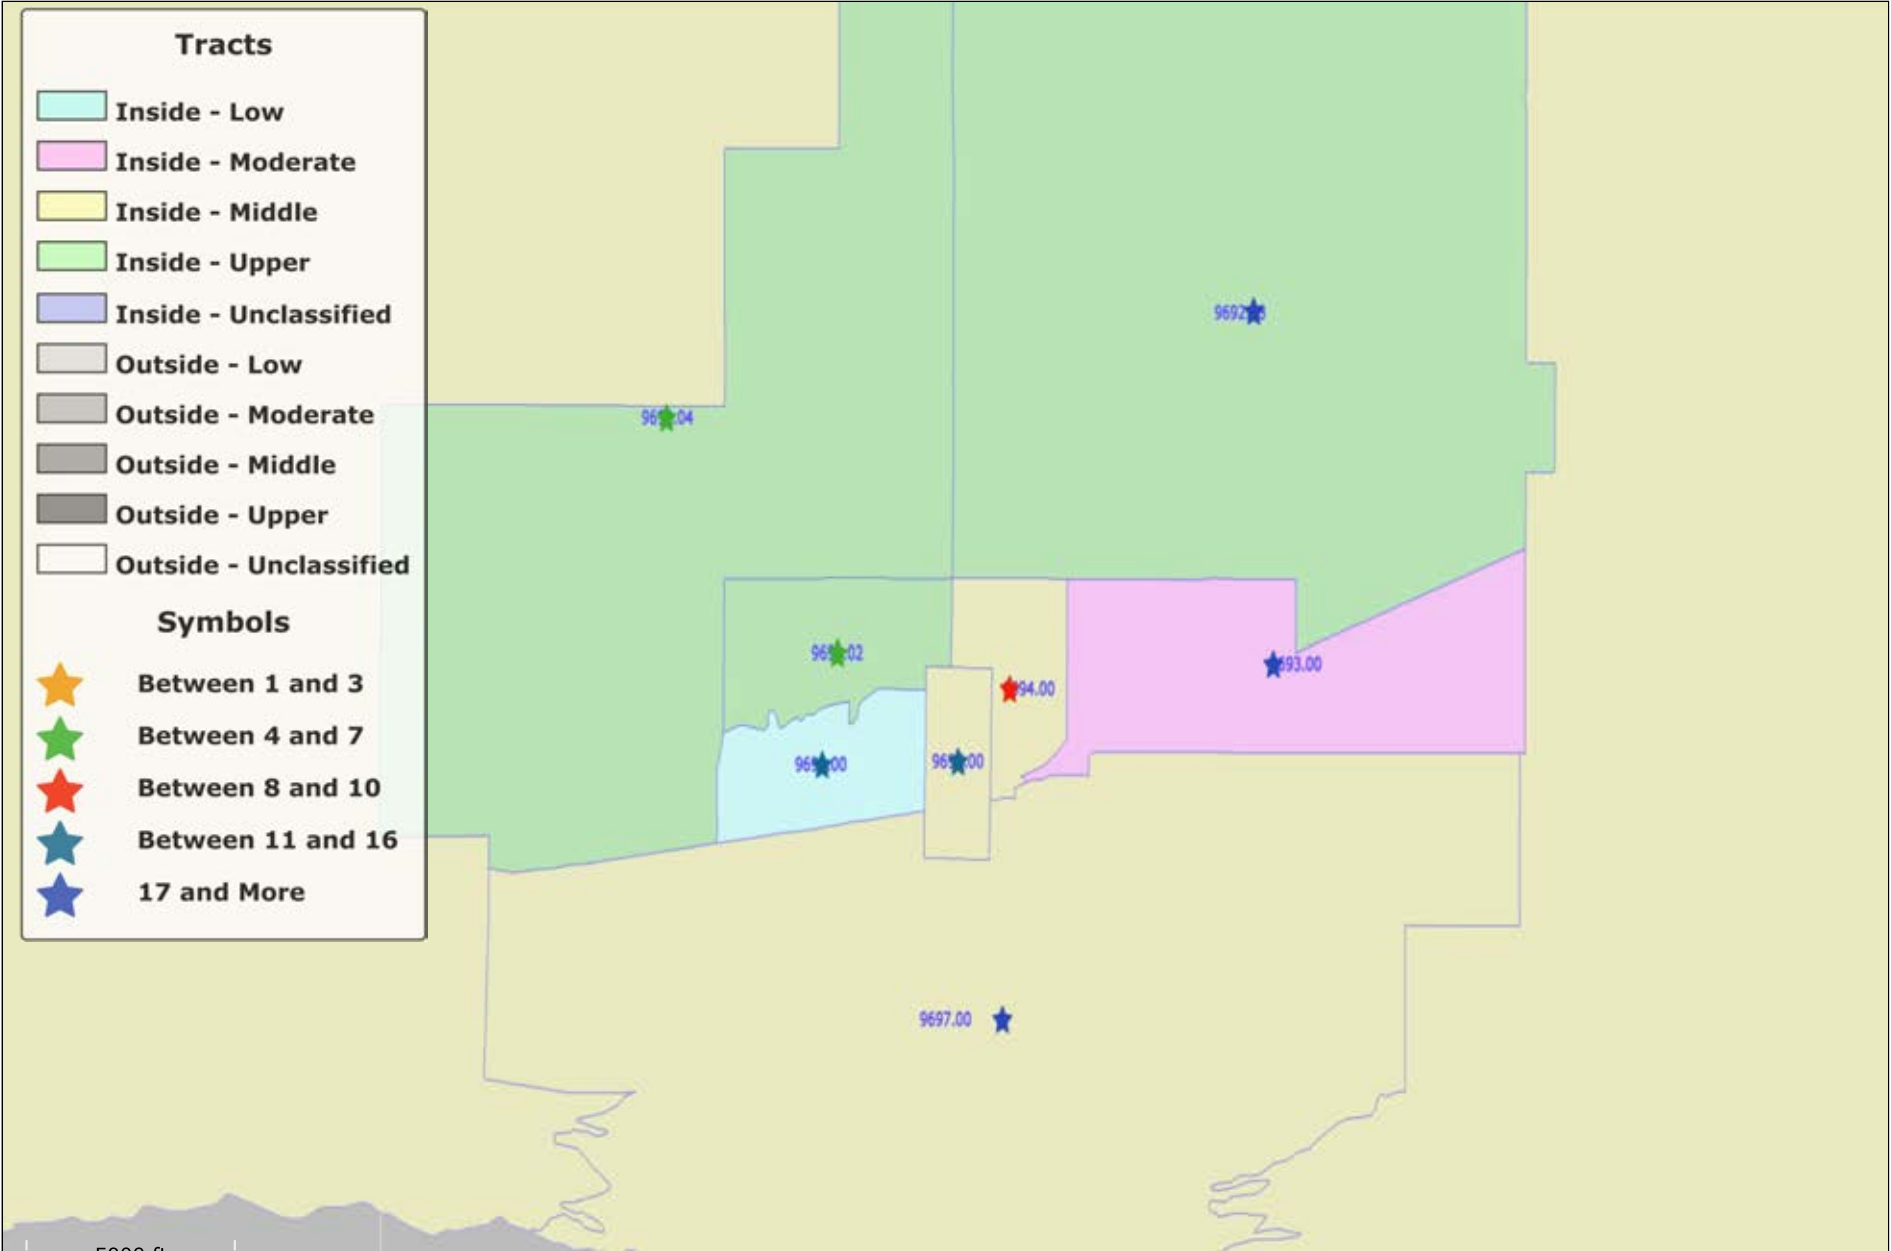 Tracts
Inside - Low
Inside - Moderate
Inside - Middle
Inside - Upper
Inside - Unclassified
Outside - Low
Outside - Moderate
Outside - Middle
Outside - Upper
Outside - Unclassified
Symbols
Between 1 and 3
Between 4 and 7
Between 8 and 10
Between 11 and 16
17 and More
9697.00